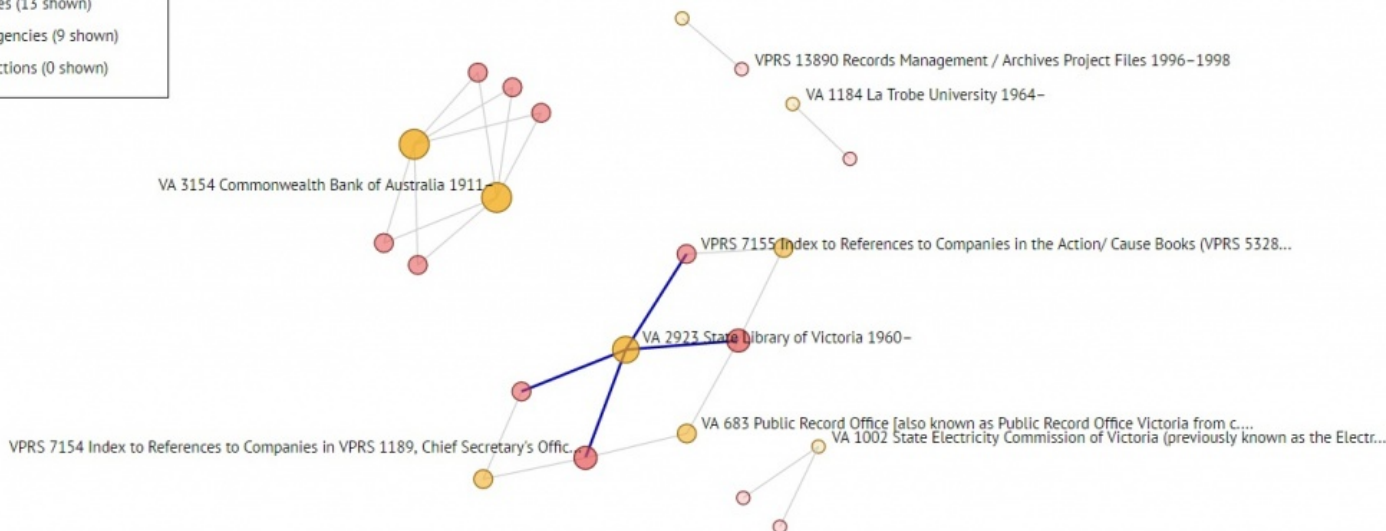 es (13 shown)
gencies (9 shown)
ctions (0 shown)
VPRS 13890 Records Management / Archives Project Files 1996–1998
VA 1184 La Trobe University 1964–
VA 3154 Commonwealth Bank of Australia 1911–
VPRS 7155 Index to References to Companies in the Action/ Cause Books (VPRS 5328...
VA 2923 State Library of Victoria 1960–
VA 683 Public Record Office [also known as Public Record Office Victoria from c....
VA 1002 State Electricity Commission of Victoria (previously known as the Electr...
VPRS 7154 Index to References to Companies in VPRS 1189, Chief Secretary's Offic...